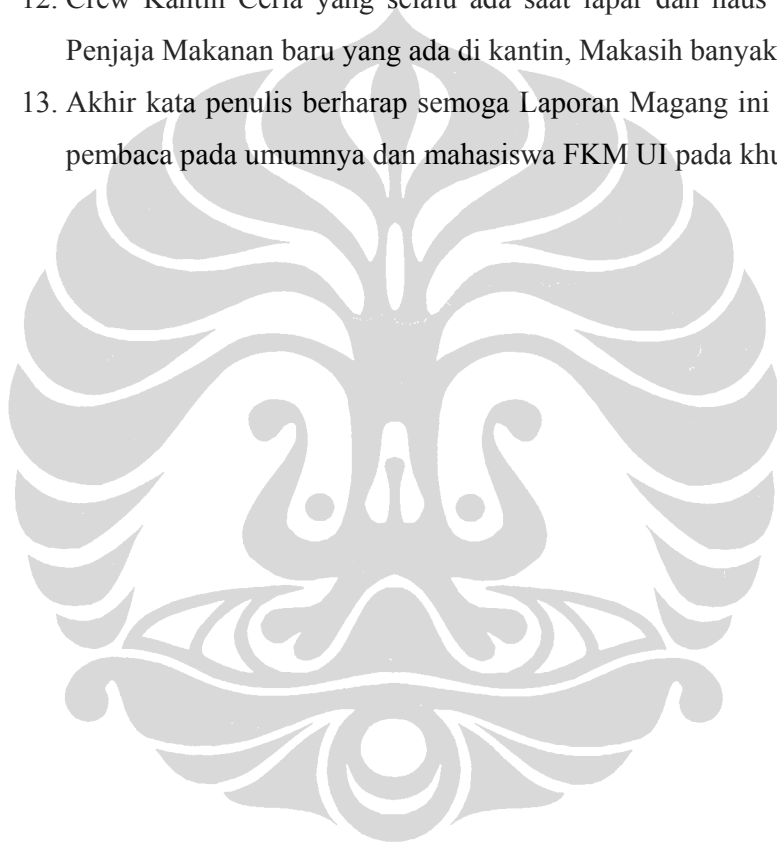 12. Crew Kantin Ceria yang selalu ada saat lapar dan haus
Penjaja Makanan baru yang ada di kantin, Makasih banyak
13. Akhir kata penulis berharap semoga Laporan Magang ini
pembaca pada umumnya dan mahasiswa FKM UI pada khu